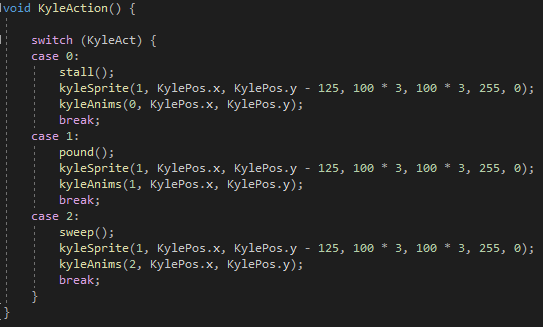 void KyleAction() {
switch (KyleAct) {
case 0:
stall();
kyleSprite(1, KylePos.x, KylePos.y - 125, 100 * 3, 100 * 3, 255, 0);
kyleAnims(0, KylePos.x, KylePos.y);
break;
case 1:
pound();
kyleSprite(1, KylePos.x, KylePos.y - 125, 100 * 3, 100 * 3, 255, 0);
kyleAnims(1, KylePos.x, KylePos.y);
break;
case 2:
sweep();
kyleSprite(1, KylePos.x, KylePos.y - 125, 100 * 3, 100 * 3, 255, 0);
kyleAnims(2, KylePos.x, KylePos.y);
break;
}
}